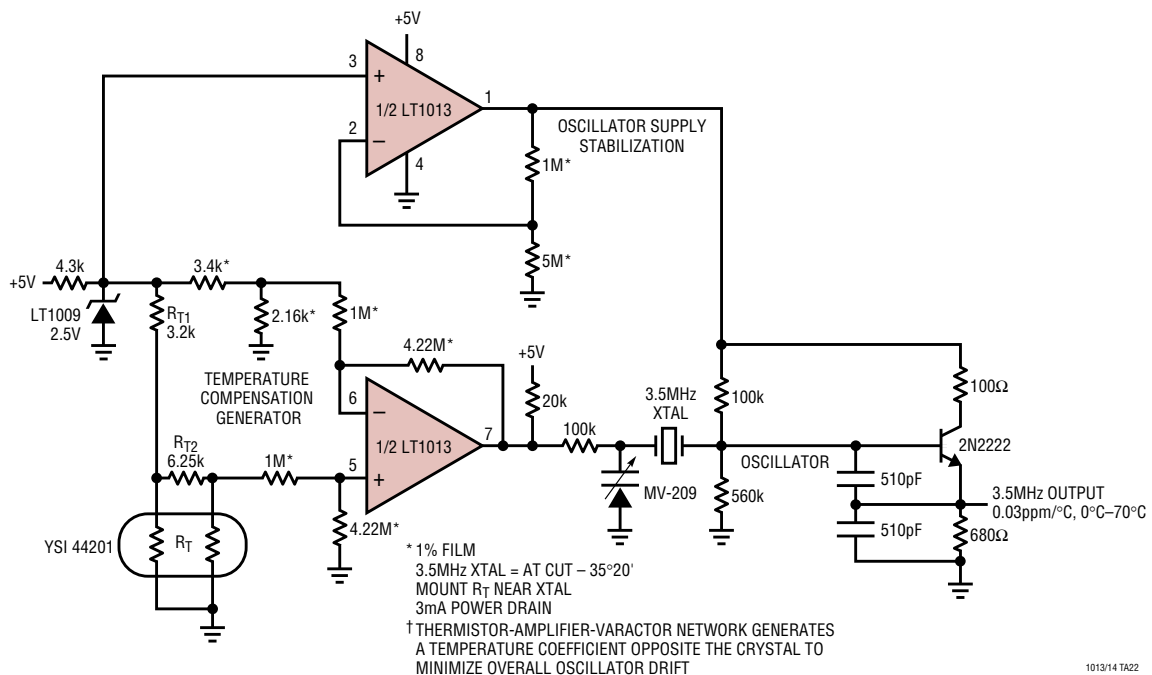 +5V
3
8
+
1/2 LT1013
1
2
–
4
OSCILLATOR SUPPLY
STABILIZATION
1M*
5M*
+5V
4.3k
3.4k*
LT1009
2.5V
RT1
3.2k
2.16k*
1M*
4.22M*
+5V
TEMPERATURE
COMPENSATION
GENERATOR
6
–
1/2 LT1013
7
5
+
20k
100k
3.5MHz
XTAL
100k
100Ω
2N2222
RT2
6.25k
1M*
MV-209
OSCILLATOR
560k
510pF
510pF
3.5MHz OUTPUT
0.03ppm/°C, 0°C–70°C
680Ω
4.22M*
YSI 44201
RT
* 1% FILM
3.5MHz XTAL = AT CUT – 35°20'
MOUNT RT NEAR XTAL
3mA POWER DRAIN
† THERMISTOR-AMPLIFIER-VARACTOR NETWORK GENERATES
A TEMPERATURE COEFFICIENT OPPOSITE THE CRYSTAL TO
MINIMIZE OVERALL OSCILLATOR DRIFT
1013/14 TA22